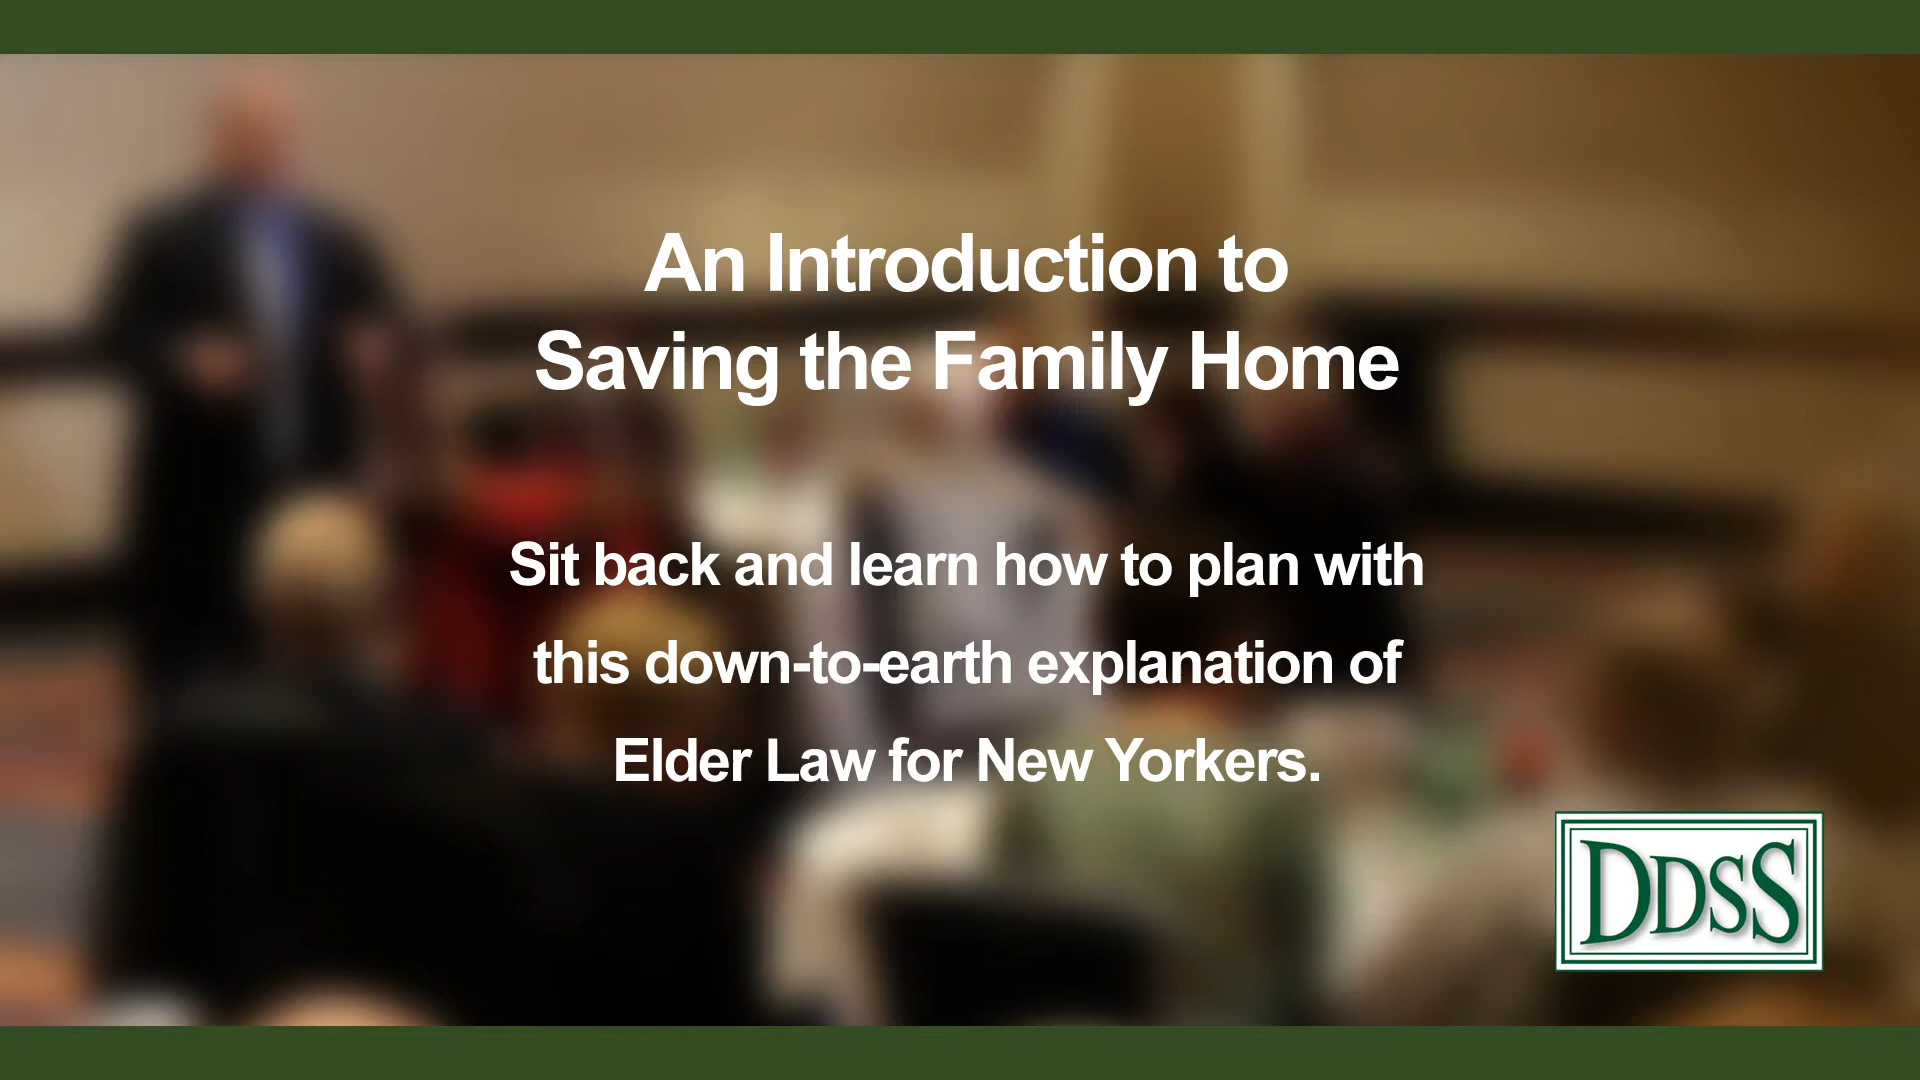 An Introduction to
Saving the Family Home
Sit back and learn how to plan with
this down-to-earth explanation of
Elder Law for New Yorkers.
DDSS